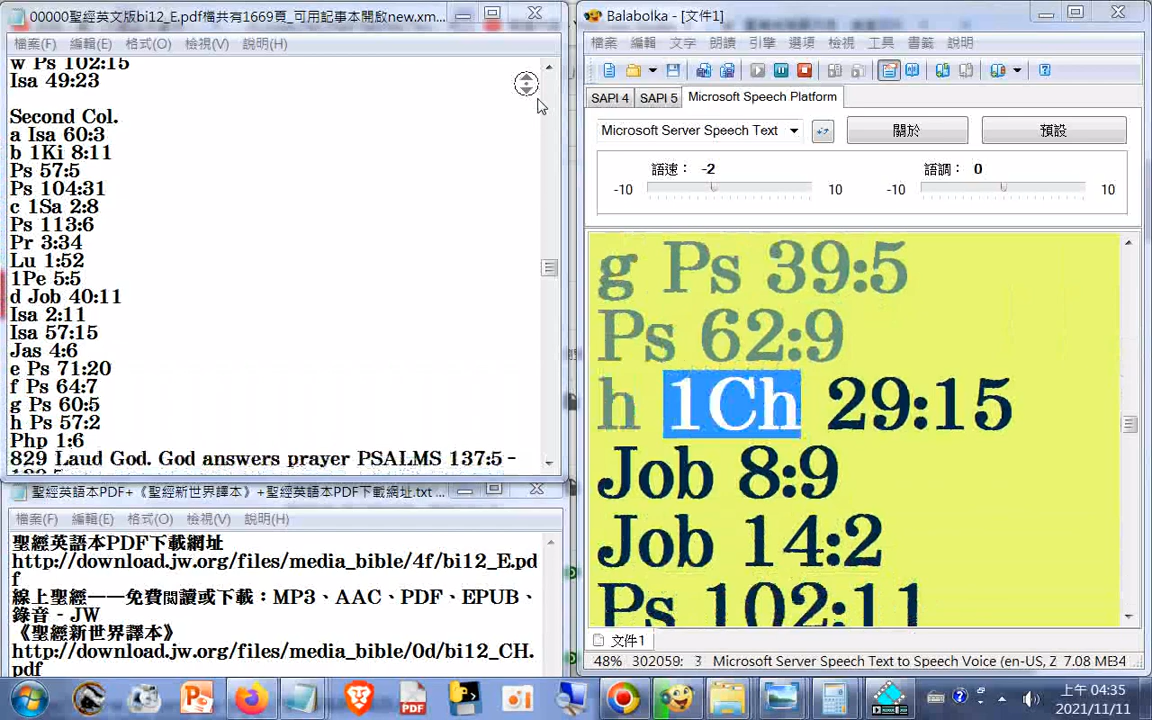 00000聖經英文版bi12_E.pdf檔共有1669頁_可用記事本開啟new.xm...
檔案(F) 編輯(E) 格式(O) 檢視(V) 說明(H)
w Ps 102:15
Isa 49:23
Second Col.
a Isa 60:3
b 1Ki 8:11
Ps 57:5
Ps 104:31
c 1Sa 2:8
Ps 113:6
Pr 3:34
Lu 1:52
1Pe 5:5
d Job 40:11
Isa 2:11
Isa 57:15
Jas 4:6
e Ps 71:20
f Ps 64:7
g Ps 60:5
h Ps 57:2
Php 1:6
829 Laud God. God answers prayer PSALMS 137:5 -
聖經英語本PDF+《聖經新世界譯本》+聖經英語本PDF下載網址.txt ...
檔案(F) 編輯(E) 格式(O) 檢視(V) 說明(H)
聖經英語本PDF下載網址
http://download.jw.org/files/media_bible/4f/bi12_E.pd
f
線上聖經——免費閱讀或下載：MP3、AAC、PDF、EPUB、
錄音 - JW
《聖經新世界譯本》
http://download.jw.org/files/media_bible/0d/bi12_CH.
pdf
Balabolka - [文件1]
檔案 編輯 文字 朗讀 引擎 選項 檢視 工具 書籤 說明
SAPI 4 SAPI 5 Microsoft Speech Platform
Microsoft Server Speech Text 關於 預設
語速： -2 語調： 0
-10 10 -10 10
g Ps 39:5
Ps 62:9
h 1Ch 29:15
Job 8:9
Job 14:2
Ps 102:11
文件1
48% 302059: 3 Microsoft Server Speech Text to Speech Voice (en-US, Z 7.08 MB
PDF
上午 04:35
2021/11/11